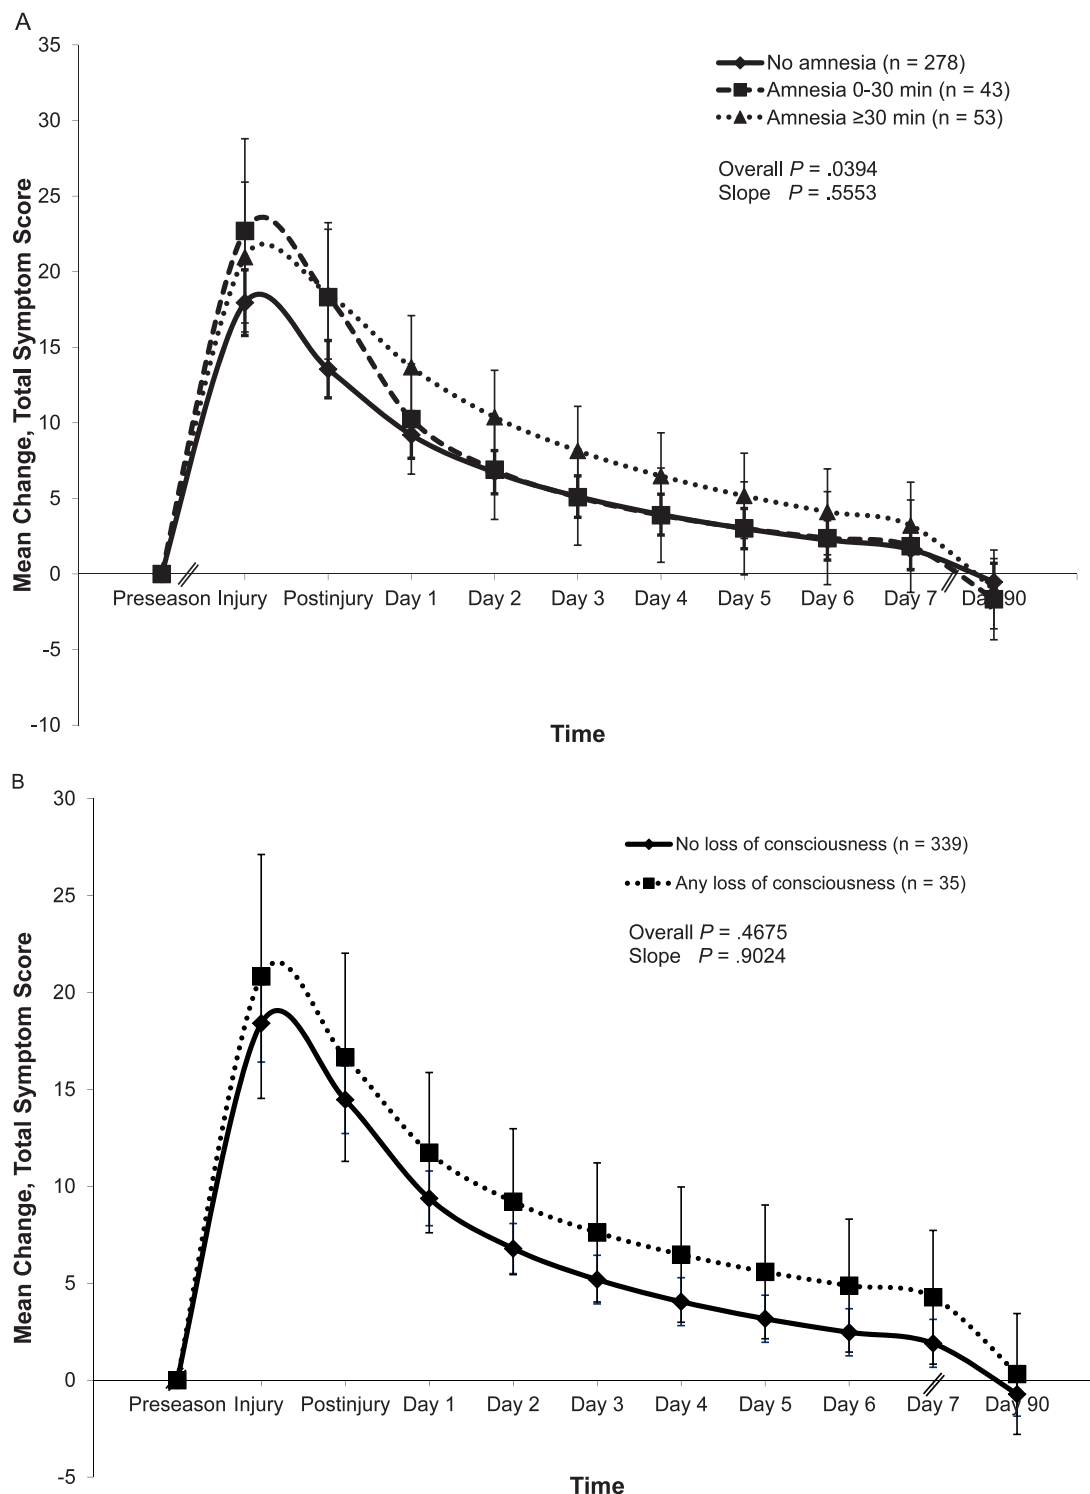 A
35
30
25
20
15
10
5
0
-5
-10
Mean Change, Total Symptom Score
No amnesia (n = 278)
Amnesia 0-30 min (n = 43)
Amnesia ≥30 min (n = 53)
Overall P = .0394
Slope P = .5553
Preseason Injury Postinjury Day 1 Day 2 Day 3 Day 4 Day 5 Day 6 Day 7 Day 90
Time
B
30
25
20
15
10
5
0
-5
Mean Change, Total Symptom Score
No loss of consciousness (n = 339)
Any loss of consciousness (n = 35)
Overall P = .4675
Slope P = .9024
Preseason Injury Postinjury Day 1 Day 2 Day 3 Day 4 Day 5 Day 6 Day 7 Day 90
Time